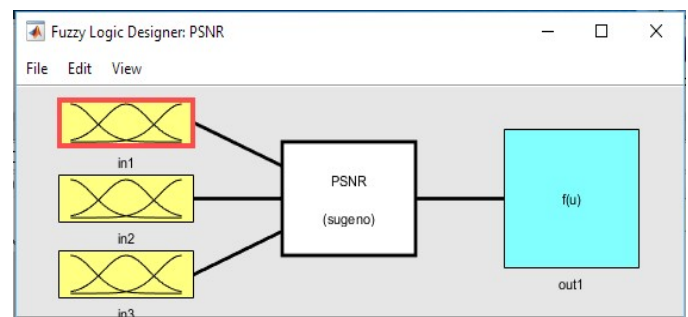 Fuzzy Logic Designer: PSNR
File Edit View
in1
in2
in3
PSNR
(sugeno)
f(u)
out1